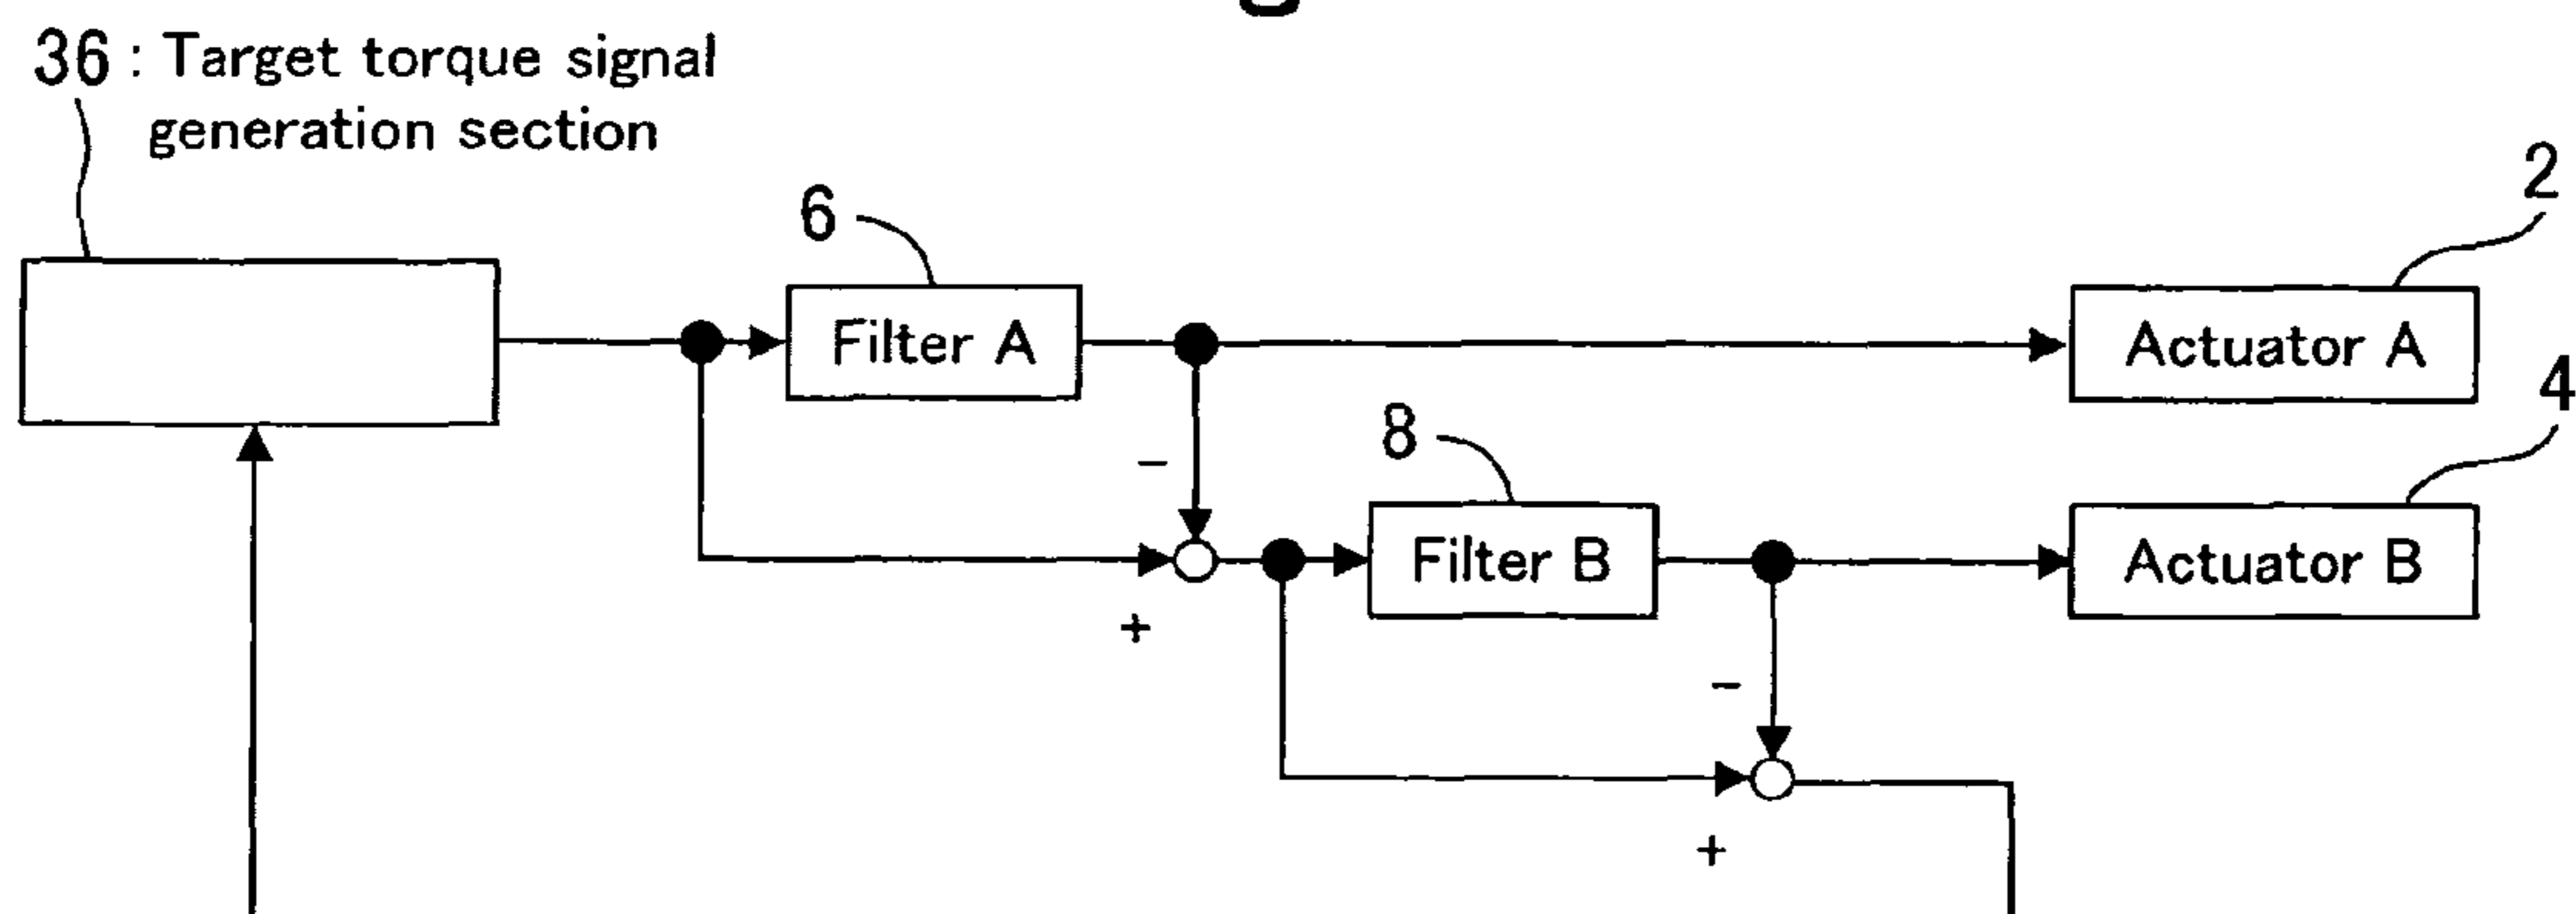 36 : Target torque signal
generation section
6
2
Filter A
Actuator A
8
4
-
Filter B
Actuator B
+
-
+